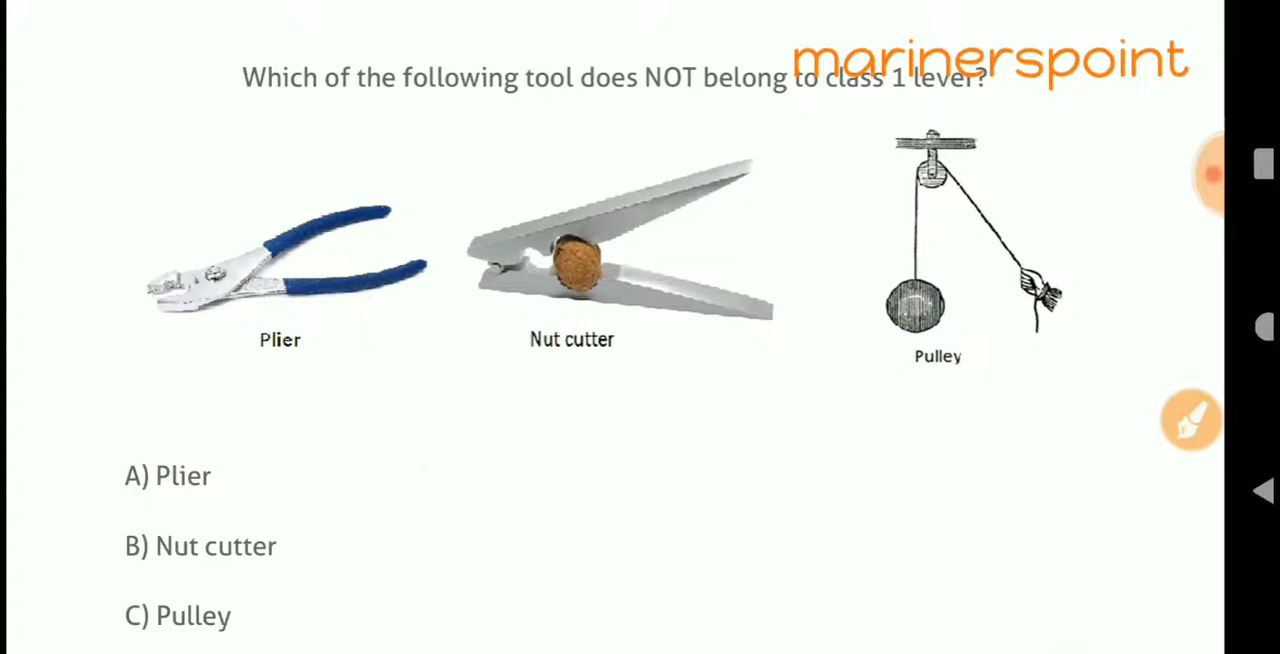 marinerspoint
Which of the following tool does NOT belong to class 1 lever?
Plier
Nut cutter
Pulley
A) Plier
B) Nut cutter
C) Pulley